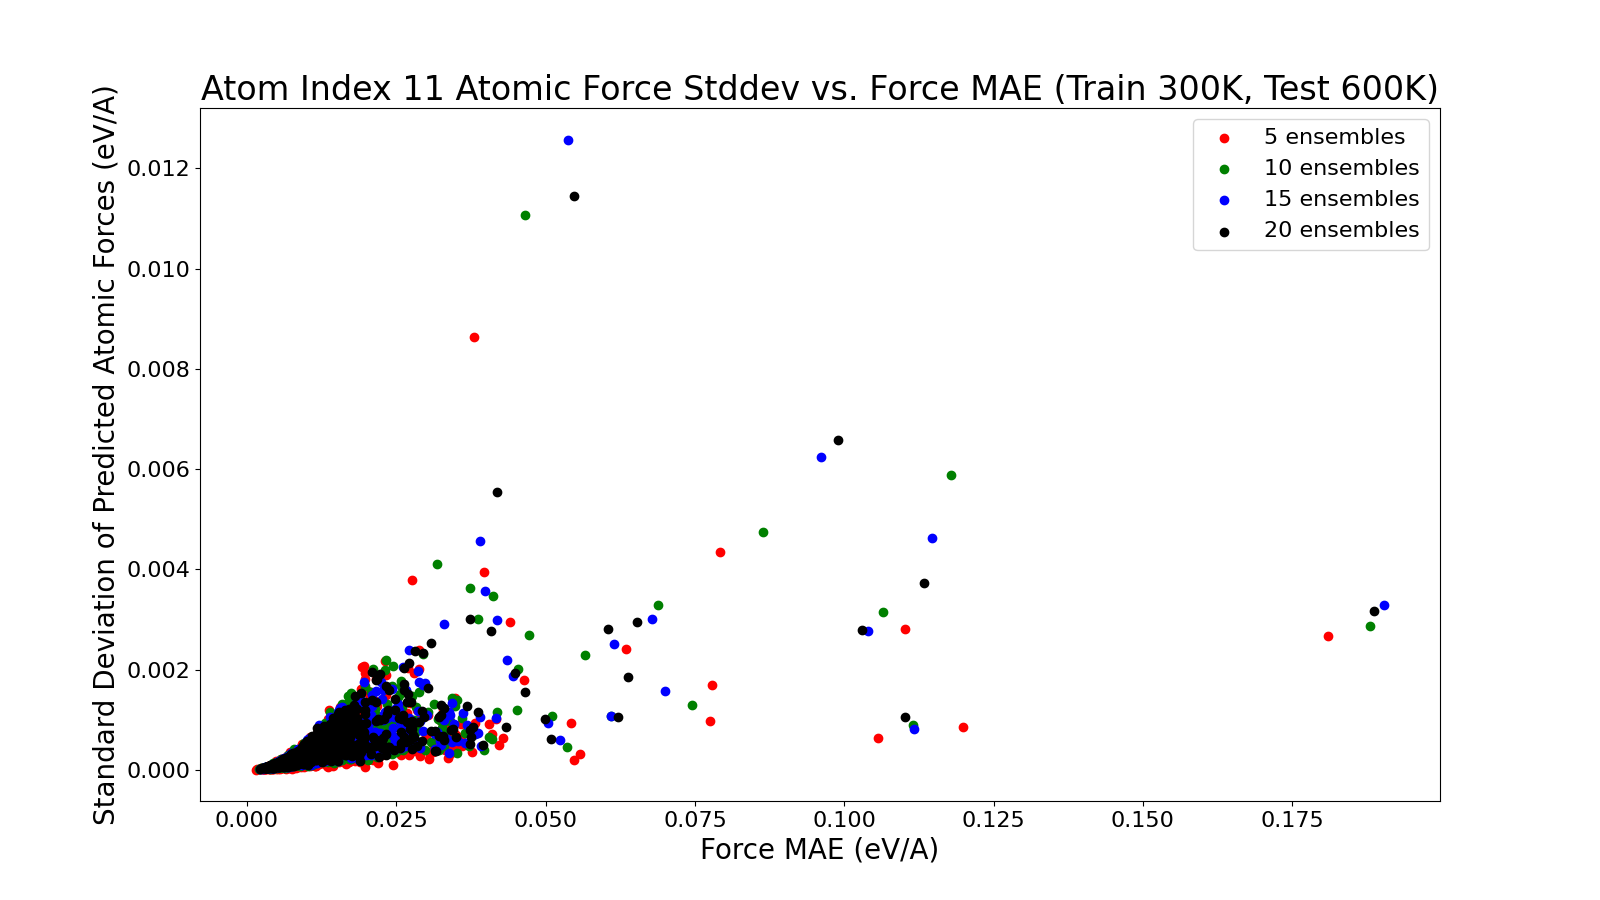 Atom Index 11 Atomic Force Stddev vs. Force MAE (Train 300K, Test 600K)
5 ensembles
10 ensembles
15 ensembles
20 ensembles
Standard Deviation of Predicted Atomic Forces (eV/A)
0.012
0.010
0.008
0.006
0.004
0.002
0.000
0.000 0.025 0.050 0.075 0.100 0.125 0.150 0.175
Force MAE (eV/A)